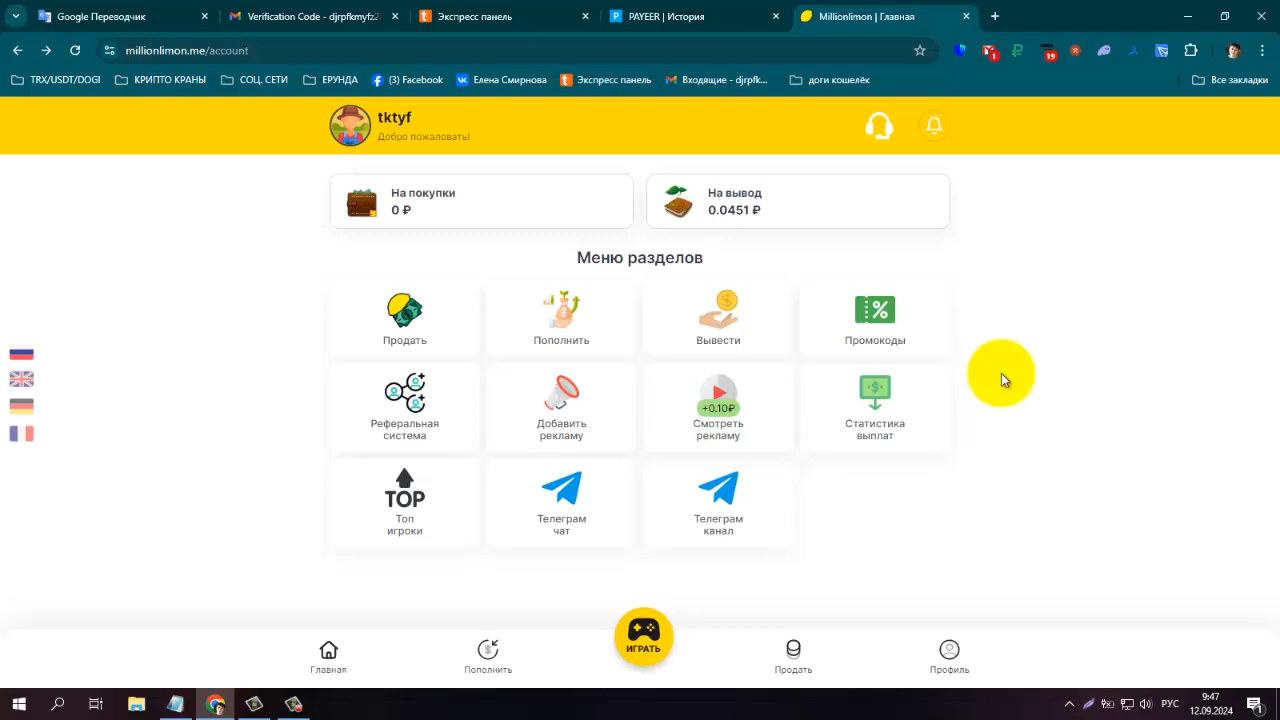 Google Переводчик
Verification Code - djrpfkmyfz2
Экспресс панель
PAYEER | История
Millionlimon | Главная
millionlimon.me/account
1
19
TRX/USDT/DOGI
КРИПТО КРАНЫ
СОЦ. СЕТИ
ЕРУНДА
(3) Facebook
Елена Смирнова
Экспресс панель
Входящие - djrpfk...
доги кошелёк
Все закладки
tktyf
Добро пожаловать!
На покупки
0 ₽
На вывод
0.0451 ₽
Меню разделов
Продать
Пополнить
Вывести
Промокоды
Реферальная
система
Добавить
рекламу
+0.10₽
Смотреть
рекламу
Статистика
выплат
TOP
Топ
игроки
Телеграм
чат
Телеграм
канал
Главная
Пополнить
ИГРАТЬ
Продать
Профиль
РУС
9:47
12.09.2024
1